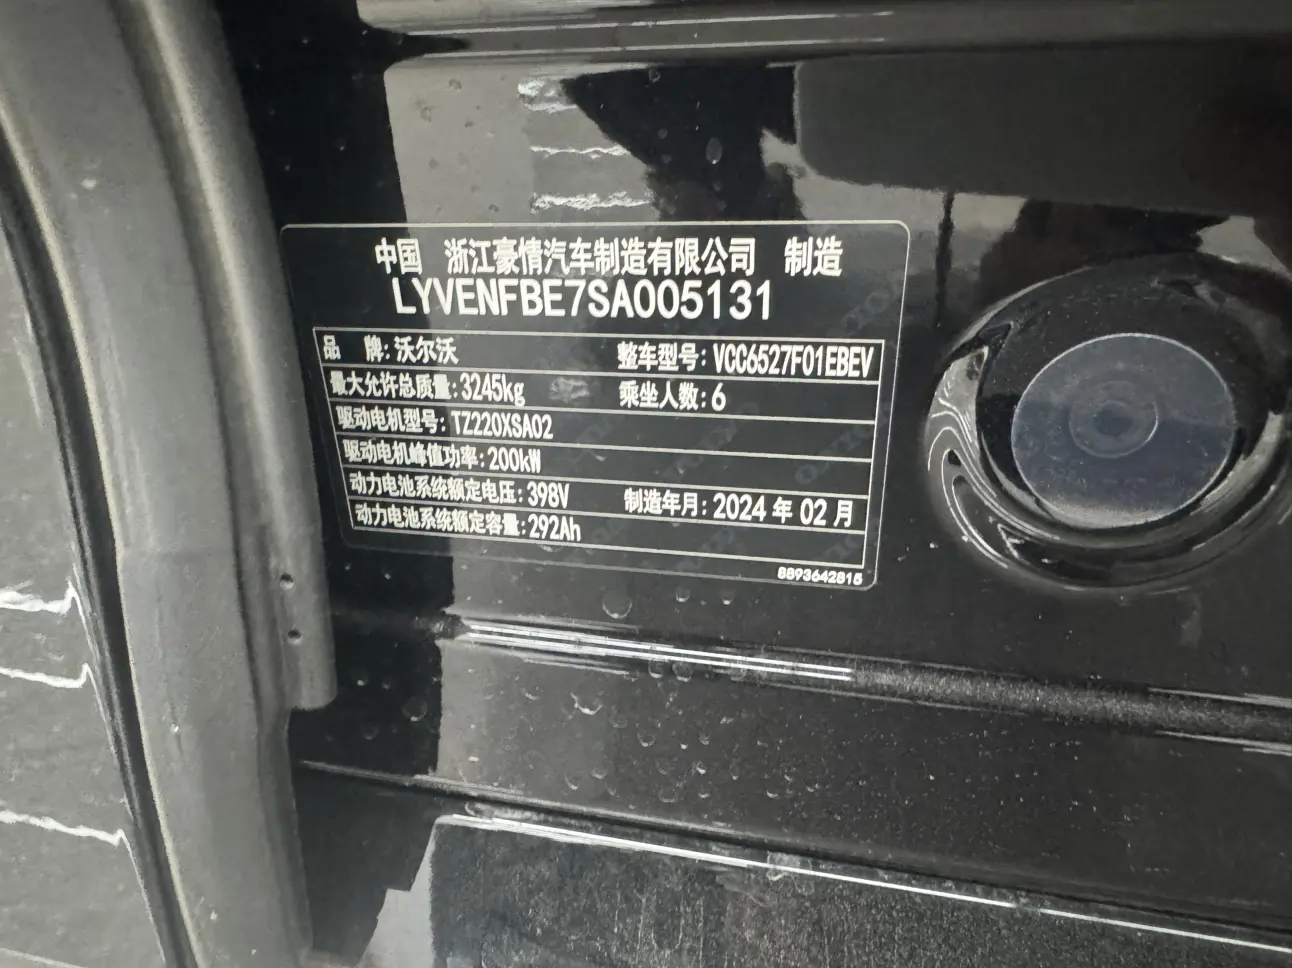 中国 浙江豪情汽车制造有限公司 制造
LYVENFBE7SA005131
品 牌:沃尔沃 整车型号:VCC6527F01EBEV
最大允许总质量:3245kg 乘坐人数:6
驱动电机型号:TZ220XSA02
驱动电机峰值功率:200kW
动力电池系统额定电压:398V 制造年月:2024年02月
动力电池系统额定容量:292Ah
8893642815